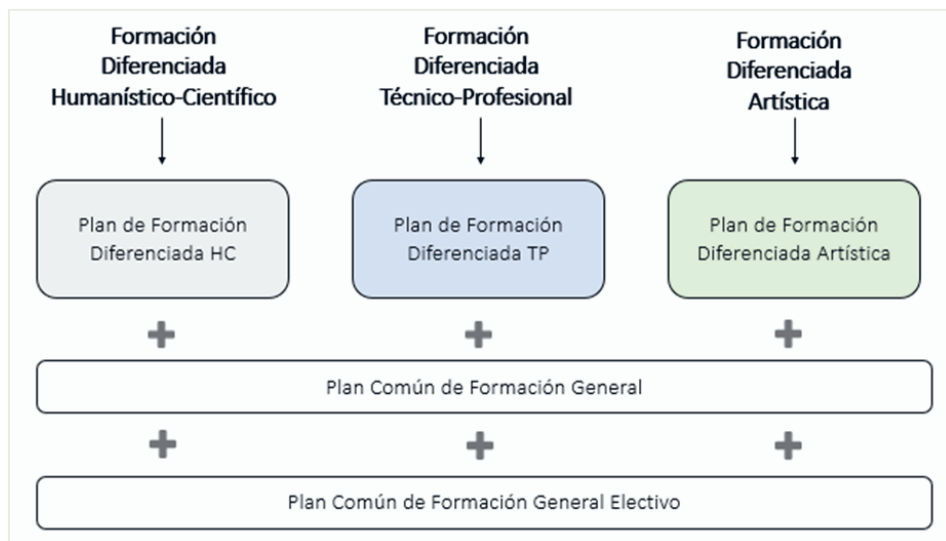 Formación
Diferenciada
Humanístico-Científico
Formación
Diferenciada
Técnico-Profesional
Formación
Diferenciada
Artística
Plan de Formación
Diferenciada HC
Plan de Formación
Diferenciada TP
Plan de Formación
Diferenciada Artística
Plan Común de Formación General
Plan Común de Formación General Electivo